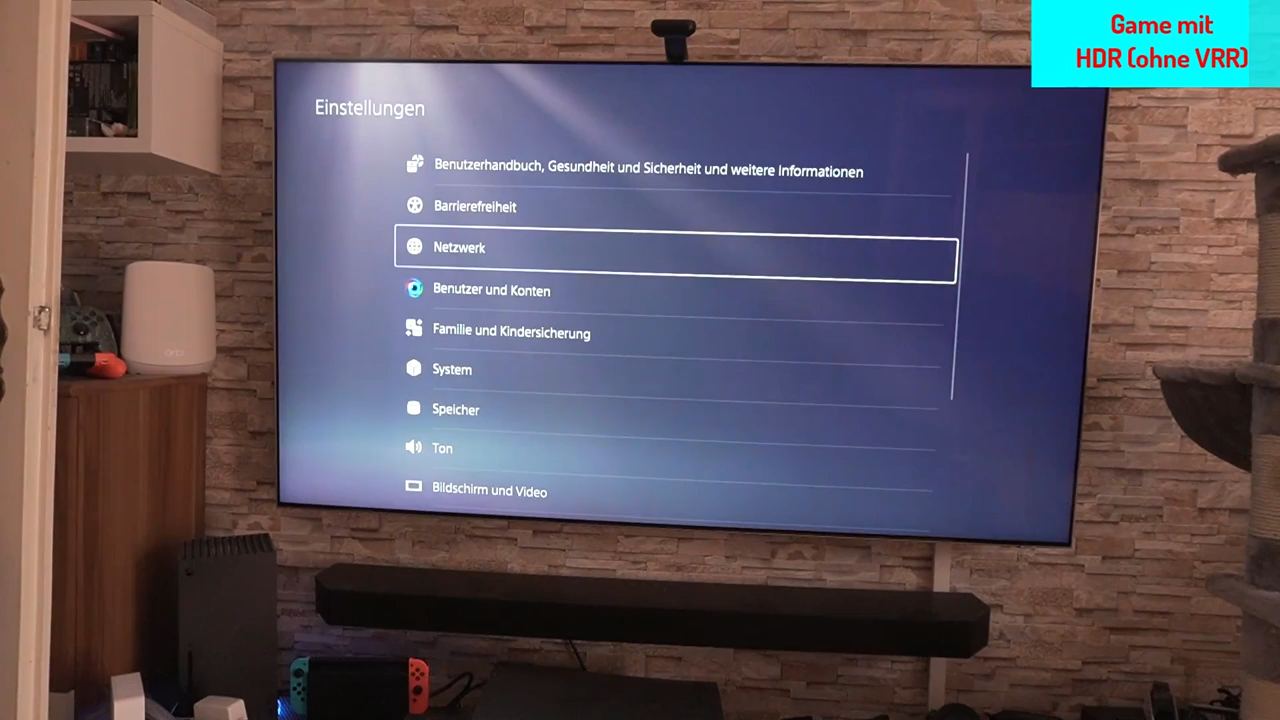 Game mit
HDR (ohne VRR)
Einstellungen
Benutzerhandbuch, Gesundheit und Sicherheit und weitere Informationen
Barrierefreiheit
Netzwerk
Benutzer und Konten
Familie und Kindersicherung
System
Speicher
Ton
Bildschirm und Video
orbi